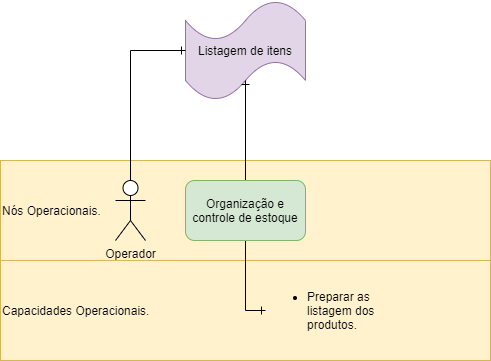 Listagem de itens
Nós Operacionais.
Operador
Organização e
controle de estoque
Capacidades Operacionais.
• Preparar as
listagem dos
produtos.